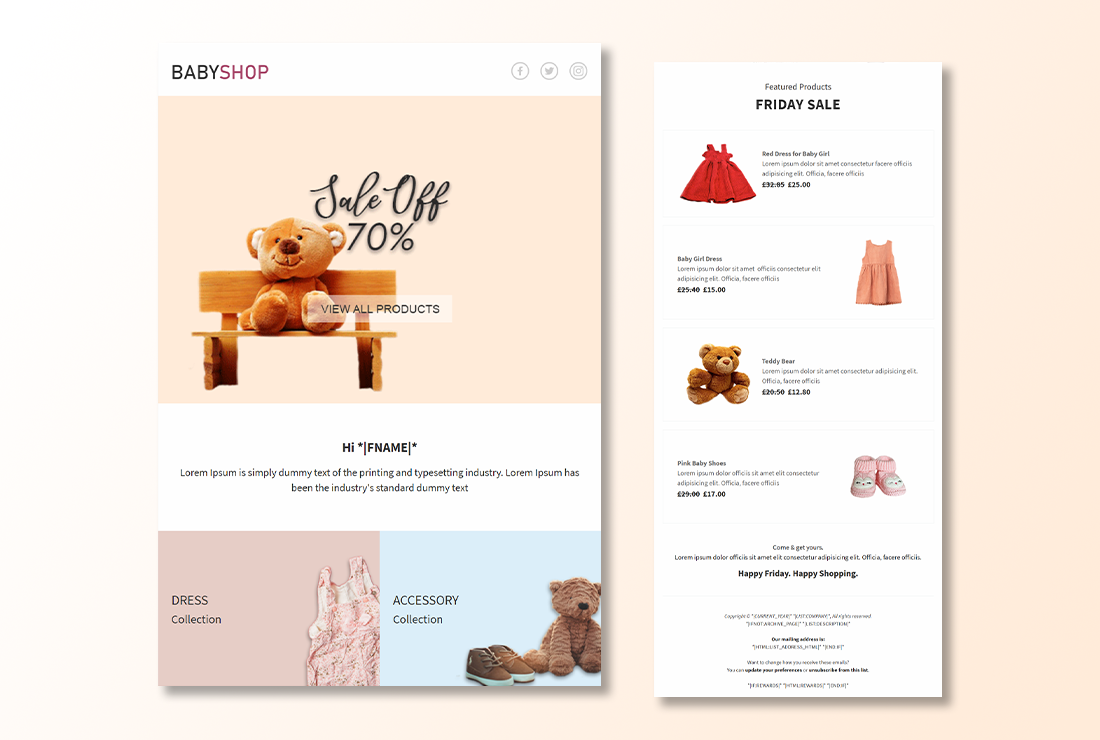 BABYSHOP
Sale Off
70%
VIEW ALL PRODUCTS
Hi *|FNAME|*
Lorem Ipsum is simply dummy text of the printing and typesetting industry. Lorem Ipsum has
been the industry's standard dummy text
DRESS
Collection
ACCESSORY
Collection
Featured Products
FRIDAY SALE
Red Dress for Baby Girl
Lorem ipsum dolor sit amet consectetur facere officiis
adipisicing elit. Officia, facere officiis
£32.05 £25.00
Baby Girl Dress
Lorem ipsum dolor sit amet officiis consectetur elit
adipisicing elit. Officia, facere officiis
£25.40 £15.00
Teddy Bear
Lorem ipsum dolor sit amet consectetur adipisicing elit.
Officia, facere officiis
£20.50 £12.80
Pink Baby Shoes
Lorem ipsum dolor officiis sit amet consectetur
adipisicing elit. Officia, facere officiis
£29.00 £17.00
Come & get yours.
Lorem ipsum dolor officiis sit amet elit consectetur adipisicing elit. Officia, facere officiis.
Happy Friday. Happy Shopping.
Copyright © *|CURRENT_YEAR|* *|LIST:COMPANY|*, All rights reserved.
*|IFNOT:ARCHIVE_PAGE|* *|LIST:DESCRIPTION|*
Our mailing address is:
*|HTML:LIST_ADDRESS_HTML|* *|END:IF|*
Want to change how you receive these emails?
You can update your preferences or unsubscribe from this list.
*|IF:REWARDS|* *|HTML:REWARDS|* *|END:IF|*